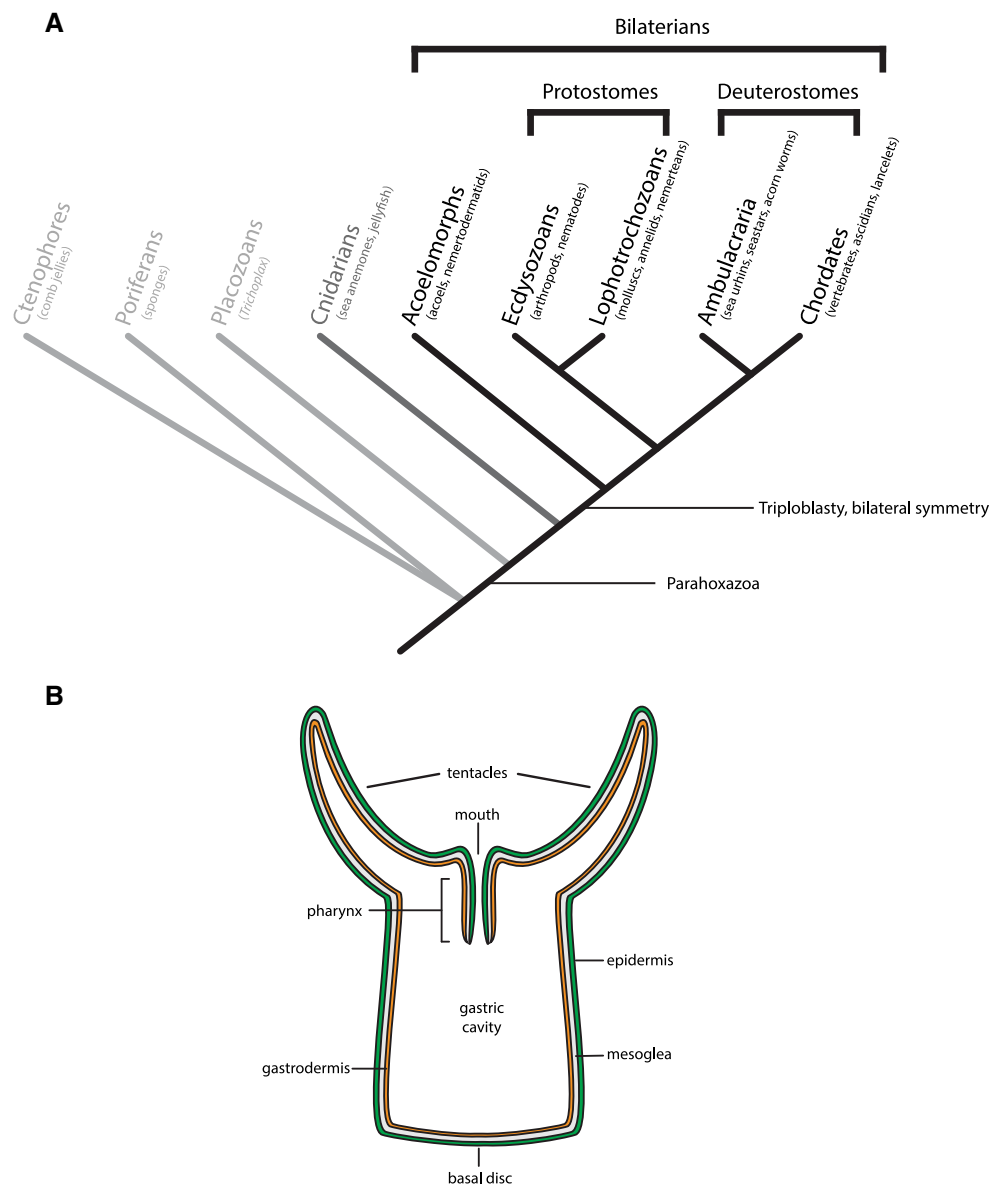 A
Bilaterians
Protostomes
Deuterostomes
Ctenophores
(comb jellies)
Poriferans
(sponges)
Placozoans
(Trichoplax)
Cnidarians
(sea anemones, jellyfish)
Acoelomorphs
(acoels, nemertodermatids)
Ecdysozoans
(arthropods, nematodes)
Lophotrochozoans
(molluscs, annelids, nemerteans)
Ambulacraria
(sea urhins, seastars, acorn worms)
Chordates
(vertebrates, ascidians, lancelets)
Triploblasty, bilateral symmetry
Parahoxazoa
B
tentacles
mouth
pharynx
epidermis
gastric
cavity
mesoglea
gastrodermis
basal disc